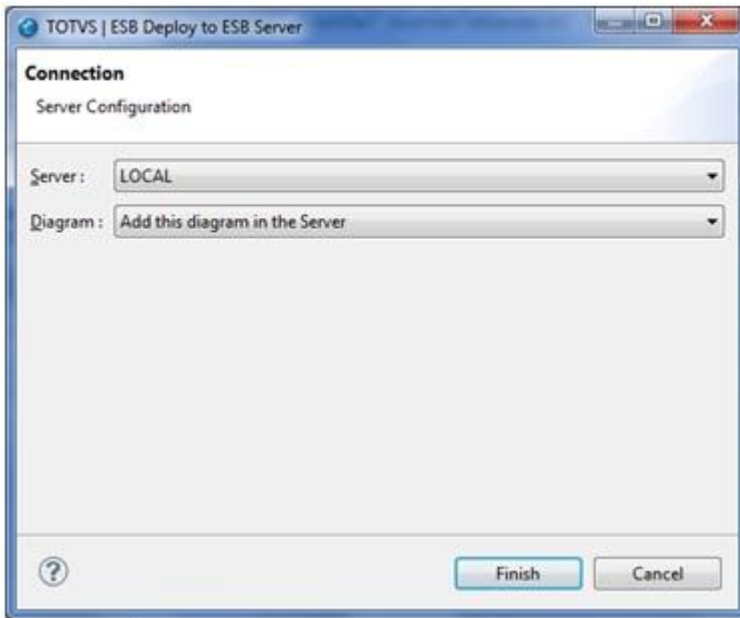 TOTVS | ESB Deploy to ESB Server
Connection
Server Configuration
Server : LOCAL
Diagram : Add this diagram in the Server
Finish Cancel